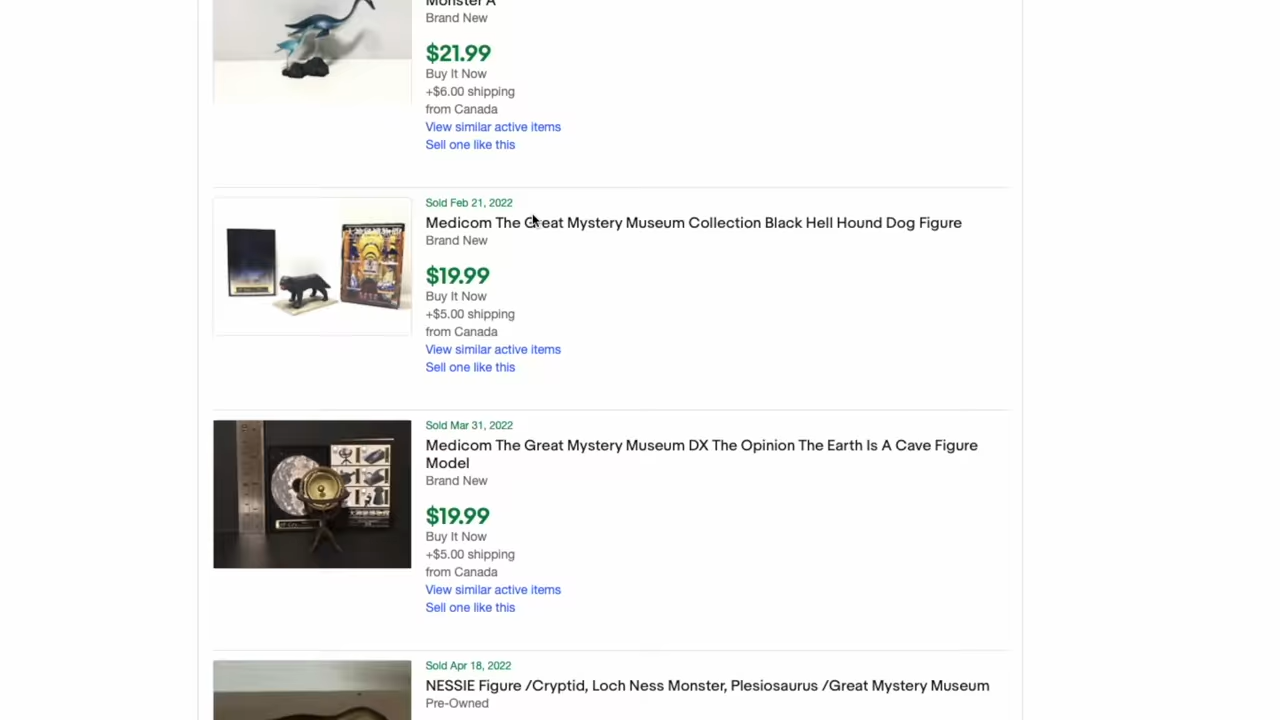 Monster A
Brand New
$21.99
Buy It Now
+$6.00 shipping
from Canada
View similar active items
Sell one like this
Sold Feb 21, 2022
Medicom The Great Mystery Museum Collection Black Hell Hound Dog Figure
Brand New
$19.99
Buy It Now
+$5.00 shipping
from Canada
View similar active items
Sell one like this
Sold Mar 31, 2022
Medicom The Great Mystery Museum DX The Opinion The Earth Is A Cave Figure
Model
Brand New
$19.99
Buy It Now
+$5.00 shipping
from Canada
View similar active items
Sell one like this
Sold Apr 18, 2022
NESSIE Figure /Cryptid, Loch Ness Monster, Plesiosaurus /Great Mystery Museum
Pre-Owned